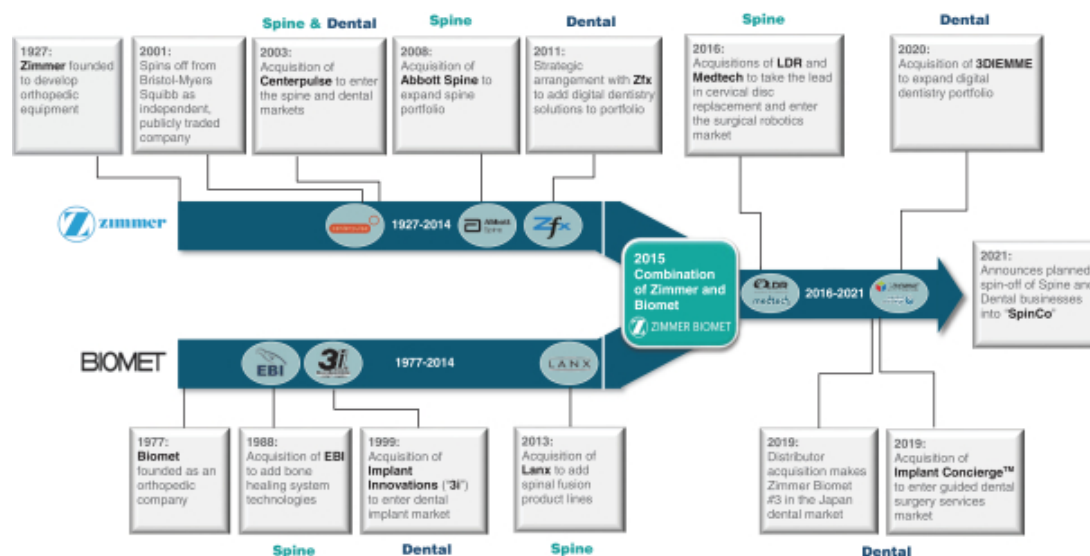 Spine & Dental
Spine
Dental
Spine
Dental
1927:
Zimmer founded
to develop
orthopedic
equipment
2001:
Spins off from
Bristol-Myers
Squibb as
independent,
publicly traded
company
2003:
Acquisition of
Centerpulse to enter
the spine and dental
markets
2008:
Acquisition of
Abbott Spine to
expand spine
portfolio
2011:
Strategic
arrangement with Zfx
to add digital dentistry
solutions to portfolio
2016:
Acquisitions of LDR and
Medtech to take the lead
in cervical disc
replacement and enter
the surgical robotics
market
2020:
Acquisition of 3DIEMME
to expand digital
dentistry portfolio
Z zimmer
centerpulse
1927-2014
Abbott
Spine
Zfx
2015
Combination
of Zimmer and
Biomet
Z ZIMMER BIOMET
LDR
medtech
2016-2021
2021:
Announces planned
spin-off of Spine and
Dental businesses
into "SpinCo"
BIOMET
EBI
3i
1977-2014
LANX
1977:
Biomet
founded as an
orthopedic
company
1988:
Acquisition of EBI
to add bone
healing system
technologies
1999:
Acquisition of
Implant
Innovations ("3i")
to enter dental
implant market
2013:
Acquisition of
Lanx to add
spinal fusion
product lines
2019:
Distributor
acquisition makes
Zimmer Biomet
#3 in the Japan
dental market
2019:
Acquisition of
Implant Concierge™
to enter guided dental
surgery services
market
Spine
Dental
Spine
Dental